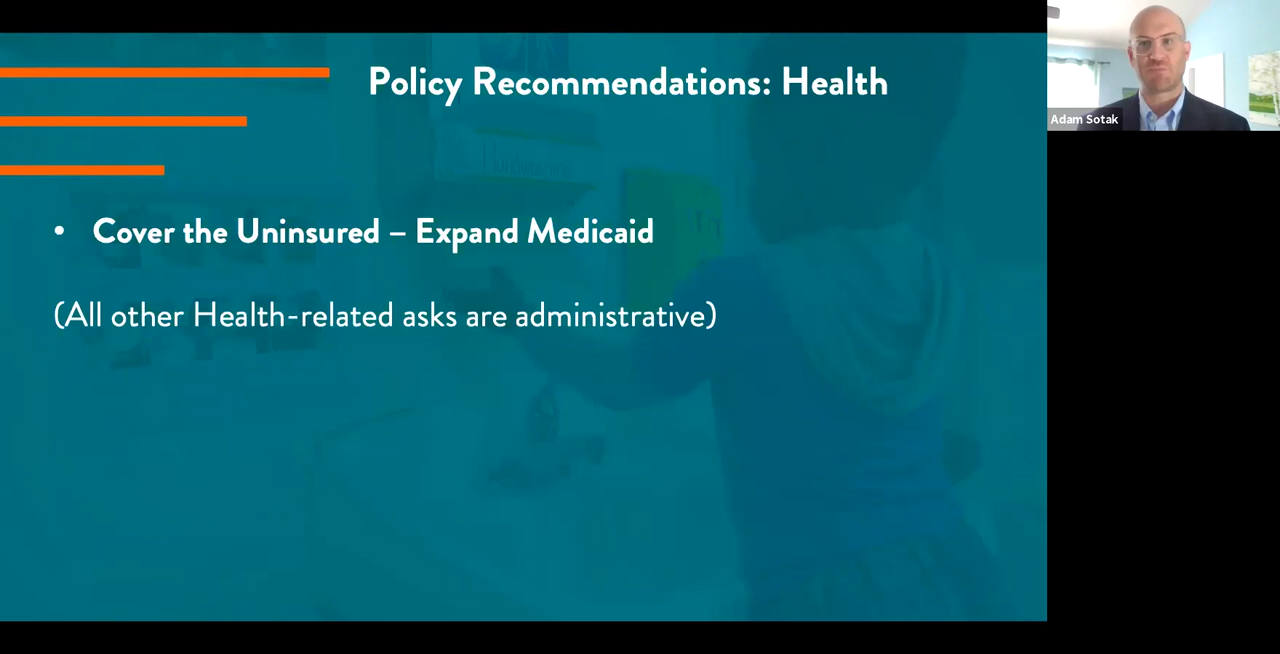 Policy Recommendations: Health
Adam Sotak
• Cover the Uninsured – Expand Medicaid
(All other Health-related asks are administrative)